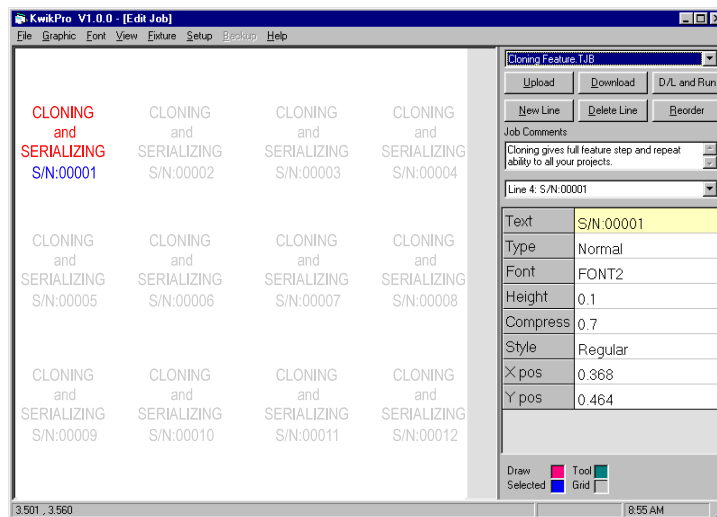 KwikPro V1.0.0 - [Edit Job]
File Graphic Font View Fixture Setup Backup Help
Cloning Feature.TJB
Upload Download D/L and Run
New Line Delete Line Reorder
Job Comments
Cloning gives full feature step and repeat
ability to all your projects.
Line 4: S/N:00001
Text S/N:00001
Type Normal
Font FONT2
Height 0.1
Compress 0.7
Style Regular
X pos 0.368
Y pos 0.464
Draw Tool
Selected Grid
CLONING CLONING CLONING CLONING
and and and and
SERIALIZING SERIALIZING SERIALIZING SERIALIZING
S/N:00001 S/N:00002 S/N:00003 S/N:00004
CLONING CLONING CLONING CLONING
and and and and
SERIALIZING SERIALIZING SERIALIZING SERIALIZING
S/N:00005 S/N:00006 S/N:00007 S/N:00008
CLONING CLONING CLONING CLONING
and and and and
SERIALIZING SERIALIZING SERIALIZING SERIALIZING
S/N:00009 S/N:00010 S/N:00011 S/N:00012
3.501 , 3.560 8:55 AM